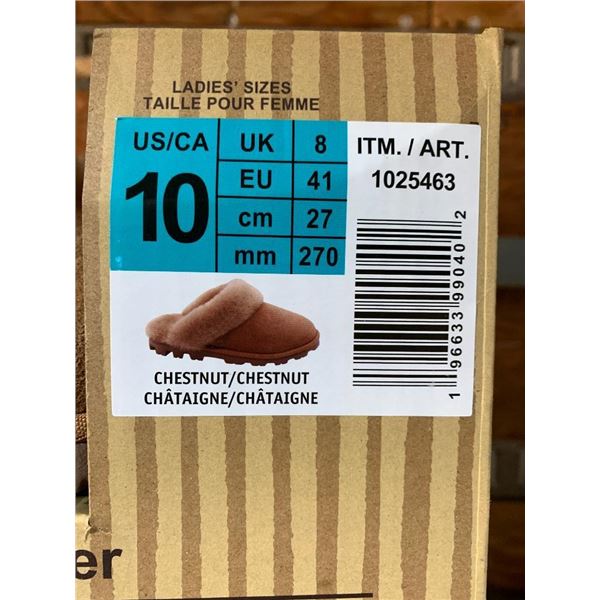 LADIES' SIZES
TAILLE POUR FEMME
US/CA
10
UK 8
EU 41
cm 27
mm 270
ITM. / ART.
1025463
1 96633 99040 2
CHESTNUT/CHESTNUT
CHÂTAIGNE/CHÂTAIGNE
er